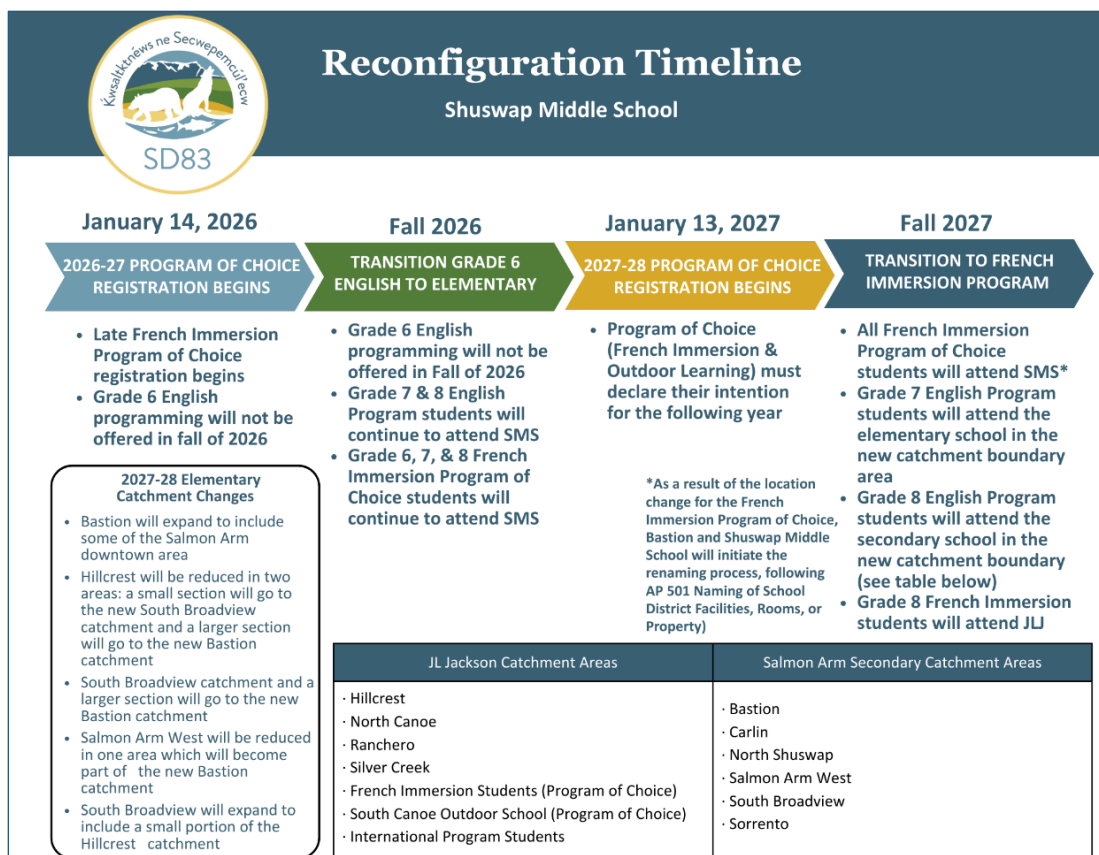 Reconfiguration Timeline
Shuswap Middle School
K̓wsaltktnéws ne Secwepemcúl'ecw
SD83
January 14, 2026
2026-27 PROGRAM OF CHOICE
REGISTRATION BEGINS
• Late French Immersion
Program of Choice
registration begins
• Grade 6 English
programming will not be
offered in fall of 2026
Fall 2026
TRANSITION GRADE 6
ENGLISH TO ELEMENTARY
• Grade 6 English
programming will not be
offered in Fall of 2026
• Grade 7 & 8 English
Program students will
continue to attend SMS
• Grade 6, 7, & 8 French
Immersion Program of
Choice students will
continue to attend SMS
January 13, 2027
2027-28 PROGRAM OF CHOICE
REGISTRATION BEGINS
• Program of Choice
(French Immersion &
Outdoor Learning) must
declare their intention
for the following year
*As a result of the location
change for the French
Immersion Program of Choice,
Bastion and Shuswap Middle
School will initiate the
renaming process, following
AP 501 Naming of School
District Facilities, Rooms, or
Property)
Fall 2027
TRANSITION TO FRENCH
IMMERSION PROGRAM
• All French Immersion
Program of Choice
students will attend SMS*
• Grade 7 English Program
students will attend the
elementary school in the
new catchment boundary
area
• Grade 8 English Program
students will attend the
secondary school in the
new catchment boundary
(see table below)
• Grade 8 French Immersion
students will attend JLJ
2027-28 Elementary
Catchment Changes
• Bastion will expand to include
some of the Salmon Arm
downtown area
• Hillcrest will be reduced in two
areas: a small section will go to
the new South Broadview
catchment and a larger section
will go to the new Bastion
catchment
• South Broadview catchment and a
larger section will go to the new
Bastion catchment
• Salmon Arm West will be reduced
in one area which will become
part of the new Bastion
catchment
• South Broadview will expand to
include a small portion of the
Hillcrest catchment
JL Jackson Catchment Areas
· Hillcrest
· North Canoe
· Ranchero
· Silver Creek
· French Immersion Students (Program of Choice)
· South Canoe Outdoor School (Program of Choice)
· International Program Students
Salmon Arm Secondary Catchment Areas
· Bastion
· Carlin
· North Shuswap
· Salmon Arm West
· South Broadview
· Sorrento